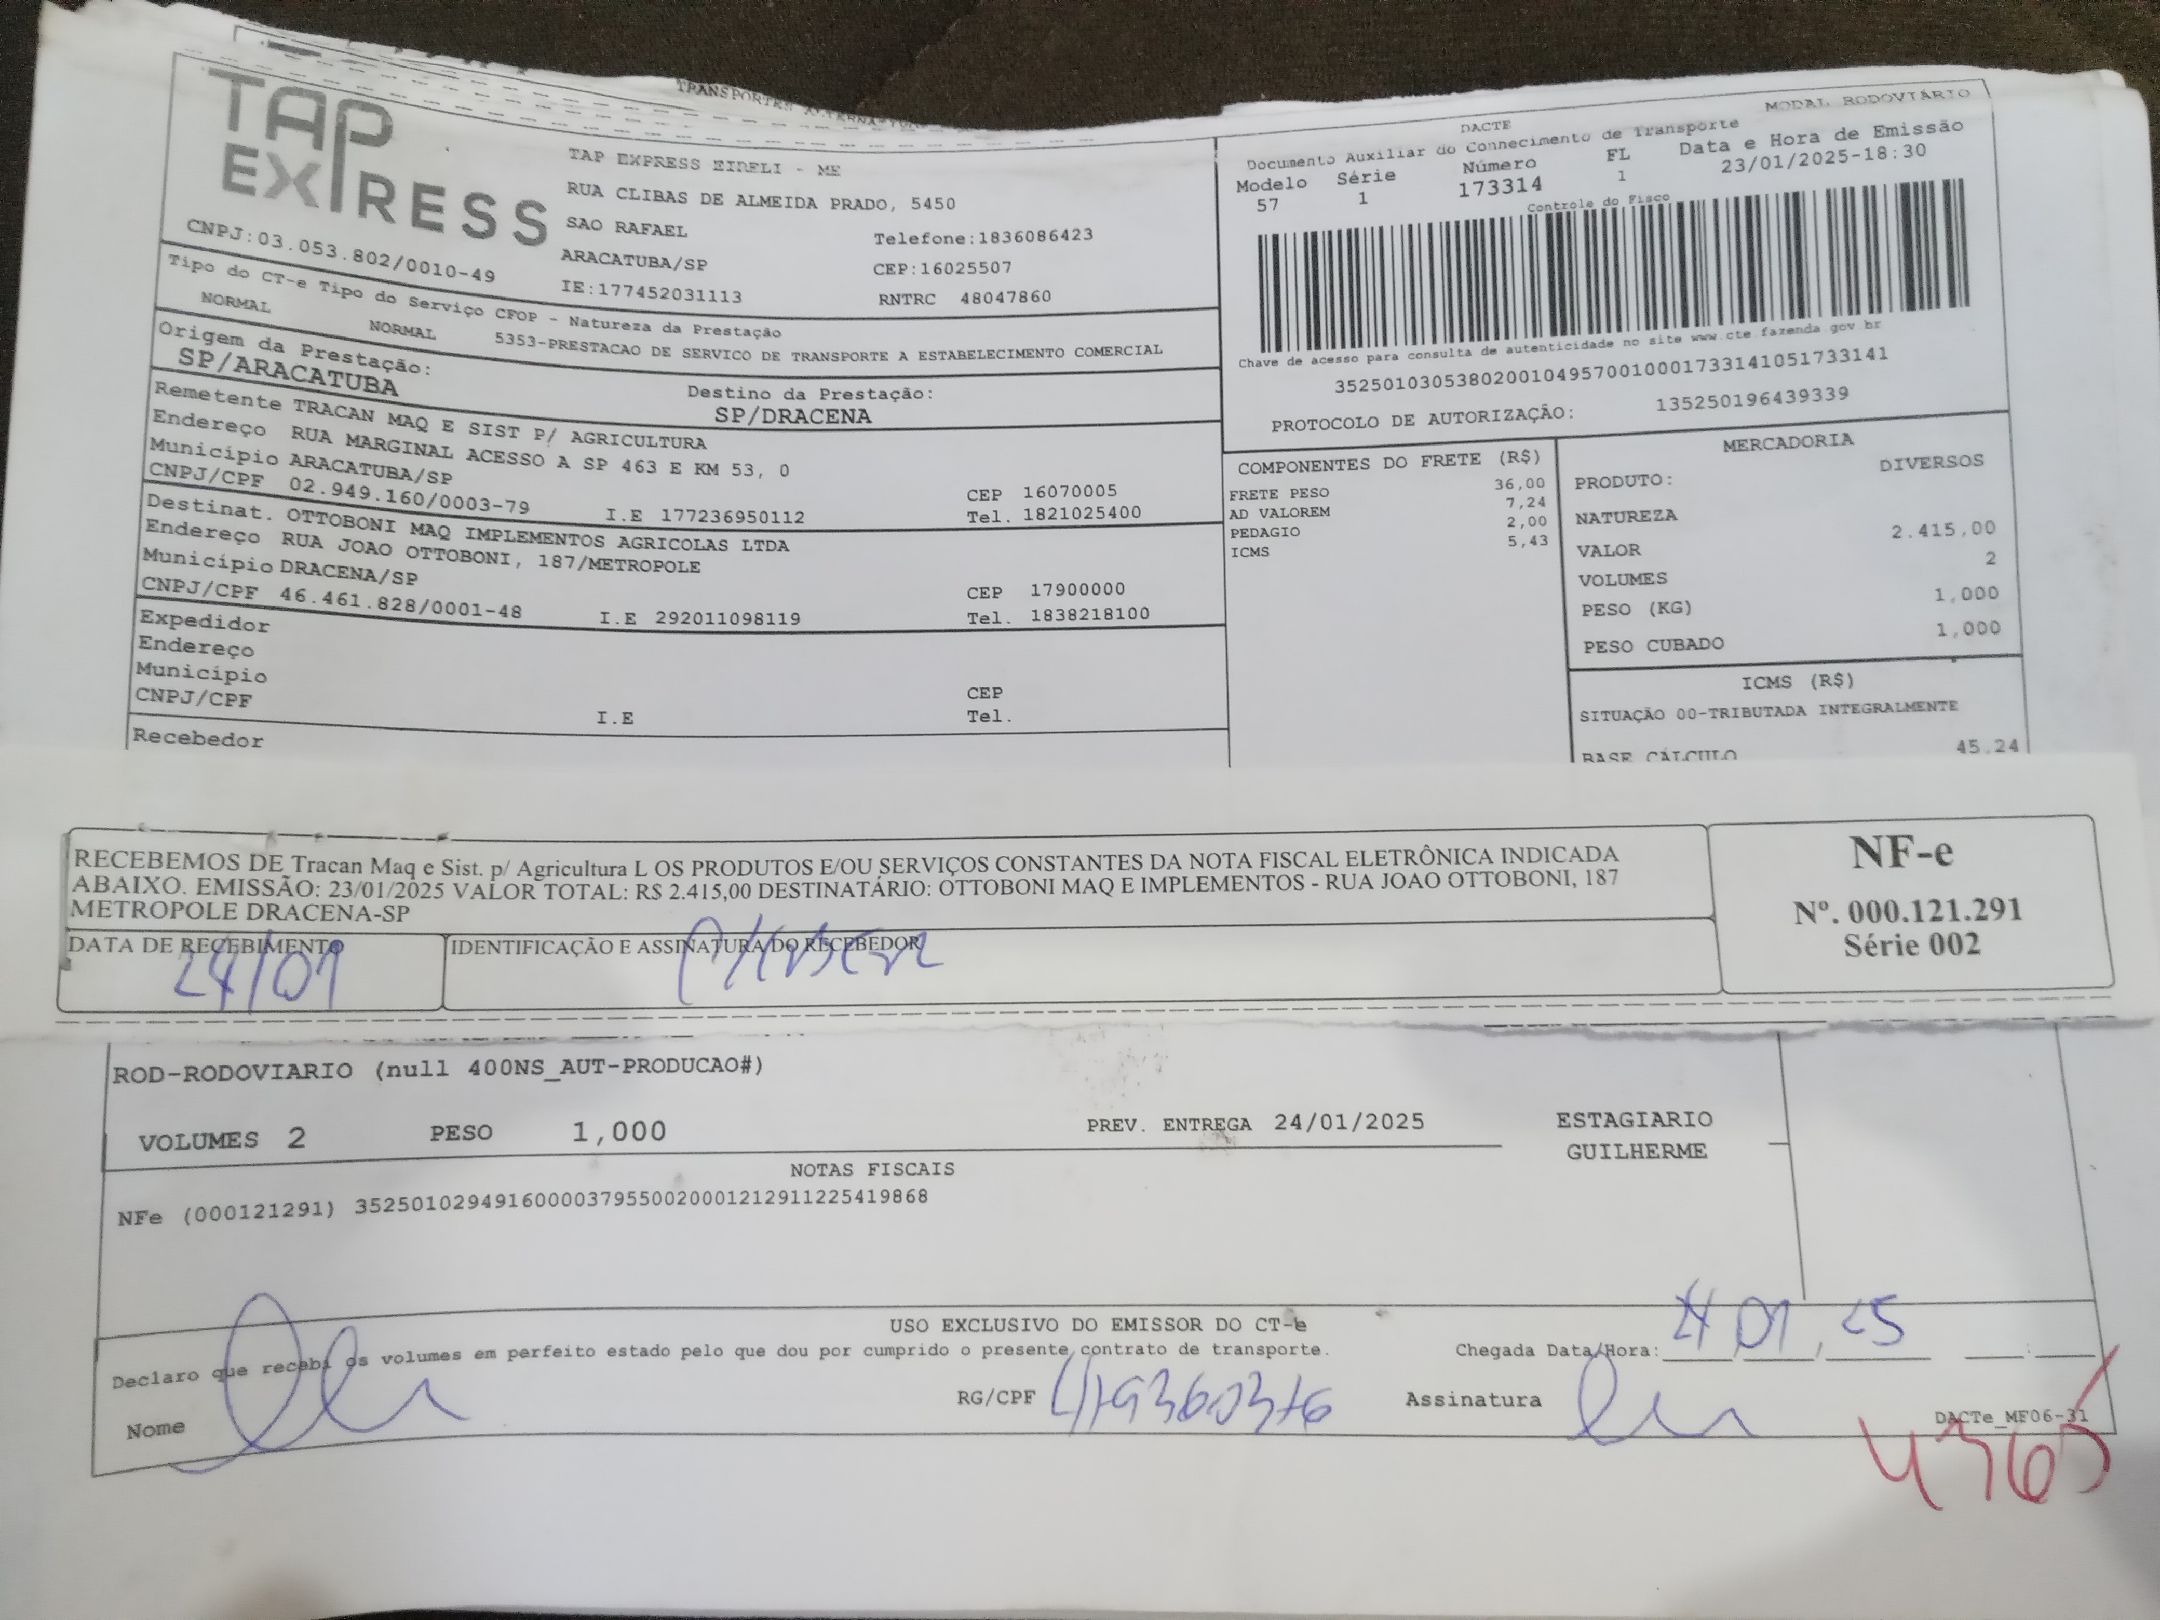 TAP
EXPRESS
CNPJ:03.053.802/0010-49
TAP EXPRESS EIRELI - ME
RUA CLIBAS DE ALMEIDA PRADO, 5450
SAO RAFAEL
Telefone:1836086423
ARACATUBA/SP
CEP:16025507
IE:177452031113
RNTRC 48047860
MODAL RODOVIÁRIO
DACTE
Documento Auxiliar do Connecimento de Transporte
Modelo Série Número FL Data e Hora de Emissão
57 1 173314 1 23/01/2025-18:30
Controle do Fisco
Chave de acesso para consulta de autenticidade no site www.cte.fazenda.gov.br
35250103053802001049570010001733141051733141
PROTOCOLO DE AUTORIZAÇÃO: 135250196439339
Tipo do CT-e Tipo do Serviço CFOP - Natureza da Prestação
NORMAL NORMAL 5353-PRESTACAO DE SERVICO DE TRANSPORTE A ESTABELECIMENTO COMERCIAL
Origem da Prestação: Destino da Prestação:
SP/ARACATUBA SP/DRACENA
Remetente TRACAN MAQ E SIST P/ AGRICULTURA
Endereço RUA MARGINAL ACESSO A SP 463 E KM 53, 0
Município ARACATUBA/SP CEP 16070005
CNPJ/CPF 02.949.160/0003-79 I.E 177236950112 Tel. 1821025400
Destinat. OTTOBONI MAQ IMPLEMENTOS AGRICOLAS LTDA
Endereço RUA JOAO OTTOBONI, 187/METROPOLE
Município DRACENA/SP CEP 17900000
CNPJ/CPF 46.461.828/0001-48 I.E 292011098119 Tel. 1838218100
Expedidor
Endereço
Município CEP
CNPJ/CPF I.E Tel.
Recebedor
COMPONENTES DO FRETE (R$)
FRETE PESO 36,00
AD VALOREM 7,24
PEDAGIO 2,00
ICMS 5,43
MERCADORIA
PRODUTO: DIVERSOS
NATUREZA
VALOR 2.415,00
VOLUMES 2
PESO (KG) 1,000
PESO CUBADO 1,000
ICMS (R$)
SITUAÇÃO 00-TRIBUTADA INTEGRALMENTE
BASE CÁLCULO 45.24
RECEBEMOS DE Tracan Maq e Sist. p/ Agricultura L OS PRODUTOS E/OU SERVIÇOS CONSTANTES DA NOTA FISCAL ELETRÔNICA INDICADA
ABAIXO. EMISSÃO: 23/01/2025 VALOR TOTAL: R$ 2.415,00 DESTINATÁRIO: OTTOBONI MAQ E IMPLEMENTOS - RUA JOAO OTTOBONI, 187
METROPOLE DRACENA-SP
DATA DE RECEBIMENTO IDENTIFICAÇÃO E ASSINATURA DO RECEBEDOR
24/01
NF-e
Nº. 000.121.291
Série 002
ROD-RODOVIARIO (null 400NS_AUT-PRODUCAO#)
VOLUMES 2 PESO 1,000 PREV. ENTREGA 24/01/2025 ESTAGIARIO
GUILHERME
NOTAS FISCAIS
NFe (000121291) 35250102949160000379550020001212911225419868
USO EXCLUSIVO DO EMISSOR DO CT-e
Declaro que recebi os volumes em perfeito estado pelo que dou por cumprido o presente contrato de transporte.
Chegada Data/Hora: 24 01 25
Nome RG/CPF Assinatura
DACTe_MF06-31